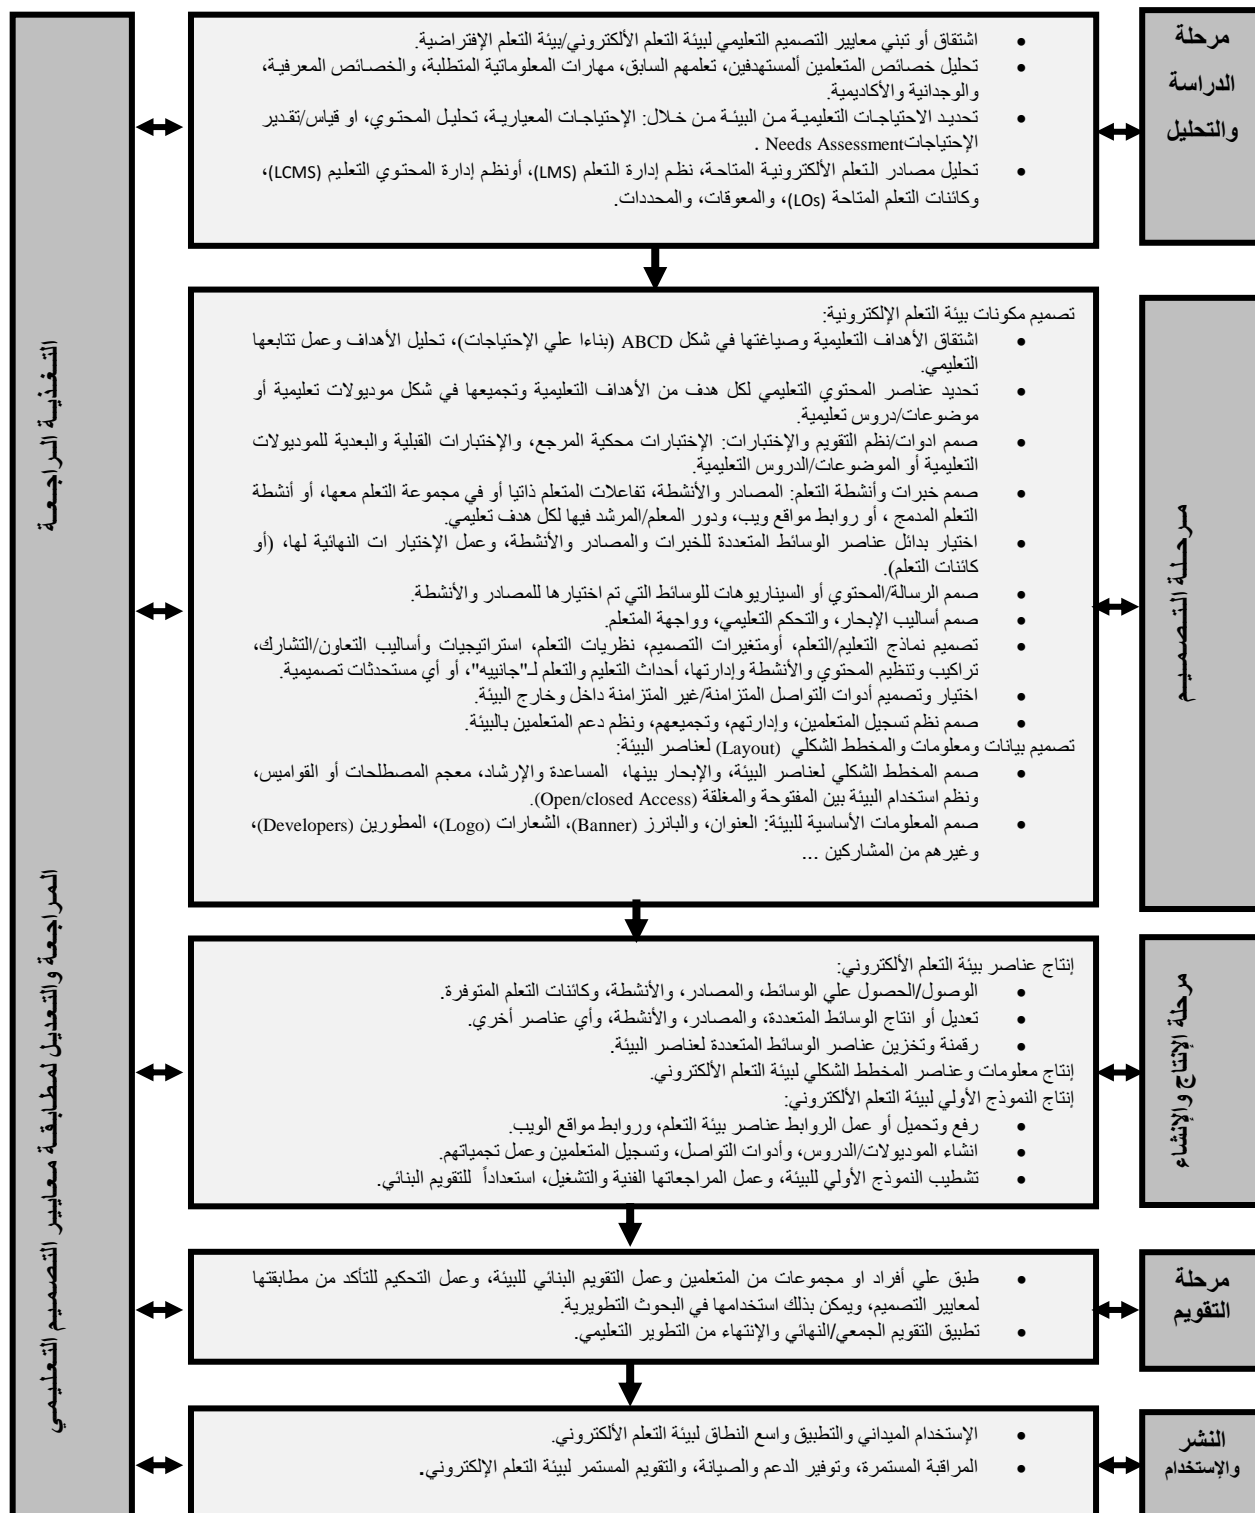 مرحلة
الدراسة
والتحليل
اشتقاق أو تبني معايير التصميم التعليمي لبيئة التعلم الألكتروني/بيئة التعلم الإفتراضية.
تحليل خصائص المتعلمين ألمستهدفين، تعلمهم السابق، مهارات المعلوماتية المتطلبة، والخصائص المعرفية،
والوجدانية والأكاديمية.
تحديد الاحتياجات التعليمية من البيئة من خلال: الإحتياجات المعيارية، تحليل المحتوي، او قياس/تقدير
الإحتياجاتNeeds Assessment .
تحليل مصادر التعلم الألكترونية المتاحة، نظم إدارة التعلم (LMS)، أونظم إدارة المحتوي التعليم (LCMS)،
وكائنات التعلم المتاحة (LOs)، والمعوقات، والمحددات.
مرحلة التصميم
تصميم مكونات بيئة التعلم الإلكترونية:
اشتقاق الأهداف التعليمية وصياغتها في شكل ABCD (بناءا علي الإحتياجات)، تحليل الأهداف وعمل تتابعها
التعليمي.
تحديد عناصر المحتوي التعليمي لكل هدف من الأهداف التعليمية وتجميعها في شكل موديولات تعليمية أو
موضوعات/دروس تعليمية.
صمم ادوات/نظم التقويم والإختبارات: الإختبارات محكية المرجع، والإختبارات القبلية والبعدية للموديولات
التعليمية أو الموضوعات/الدروس التعليمية.
صمم خبرات وأنشطة التعلم: المصادر والأنشطة، تفاعلات المتعلم ذاتيا أو في مجموعة التعلم معها، أو أنشطة
التعلم المدمج ، أو روابط مواقع ويب، ودور المعلم/المرشد فيها لكل هدف تعليمي.
اختيار بدائل عناصر الوسائط المتعددة للخبرات والمصادر والأنشطة، وعمل الإختيار ات النهائية لها، (أو
كائنات التعلم).
صمم الرسالة/المحتوي أو السيناريوهات للوسائط التي تم اختيارها للمصادر والأنشطة.
صمم أساليب الإبحار، والتحكم التعليمي، وواجهة المتعلم.
تصميم نماذج التعليم/التعلم، أومتغيرات التصميم، نظريات التعلم، استراتيجيات وأساليب التعاون/التشارك،
تراكيب وتنظيم المحتوي والأنشطة وإدارتها، أحداث التعليم والتعلم لـ"جانييه"، أو أي مستحدثات تصميمية.
اختيار وتصميم أدوات التواصل المتزامنة/غير المتزامنة داخل وخارج البيئة.
صمم نظم تسجيل المتعلمين، وإدارتهم، وتجميعهم، ونظم دعم المتعلمين بالبيئة.
تصميم بيانات ومعلومات والمخطط الشكلي (Layout) لعناصر البيئة:
صمم المخطط الشكلي لعناصر البيئة، والإبحار بينها، المساعدة والإرشاد، معجم المصطلحات أو القواميس،
ونظم استخدام البيئة بين المفتوحة والمغلقة (Open/closed Access).
صمم المعلومات الأساسية للبيئة: العنوان، والبانرز (Banner)، الشعارات (Logo)، المطورين (Developers)،
وغيرهم من المشاركين ...
مرحلة الإنتاج والإنشاء
إنتاج عناصر بيئة التعلم الألكتروني:
الوصول/الحصول علي الوسائط، والمصادر، والأنشطة، وكائنات التعلم المتوفرة.
تعديل أو انتاج الوسائط المتعددة، والمصادر، والأنشطة، وأي عناصر أخري.
رقمنة وتخزين عناصر الوسائط المتعددة لعناصر البيئة.
إنتاج معلومات وعناصر المخطط الشكلي لبيئة التعلم الألكتروني.
إنتاج النموذج الأولي لبيئة التعلم الألكتروني:
رفع وتحميل أو عمل الروابط عناصر بيئة التعلم، وروابط مواقع الويب.
انشاء الموديولات/الدروس، وأدوات التواصل، وتسجيل المتعلمين وعمل تجمياتهم.
تشطيب النموذج الأولي للبيئة، وعمل المراجعاتها الفنية والتشغيل، استعداداً للتقويم البنائي.
مرحلة
التقويم
طبق علي أفراد او مجموعات من المتعلمين وعمل التقويم البنائي للبيئة، وعمل التحكيم للتأكد من مطابقتها
لمعايير التصميم، ويمكن بذلك استخدامها في البحوث التطويرية.
تطبيق التقويم الجمعي/النهائي والإنتهاء من التطوير التعليمي.
النشر
والإستخدام
الإستخدام الميداني والتطبيق واسع النطاق لبيئة التعلم الألكتروني.
المراقبة المستمرة، وتوفير الدعم والصيانة، والتقويم المستمر لبيئة التعلم الإلكتروني.
التغذية الراجعة
المراجعة والتعديل لمطابقة معايير التصميم التعليمي